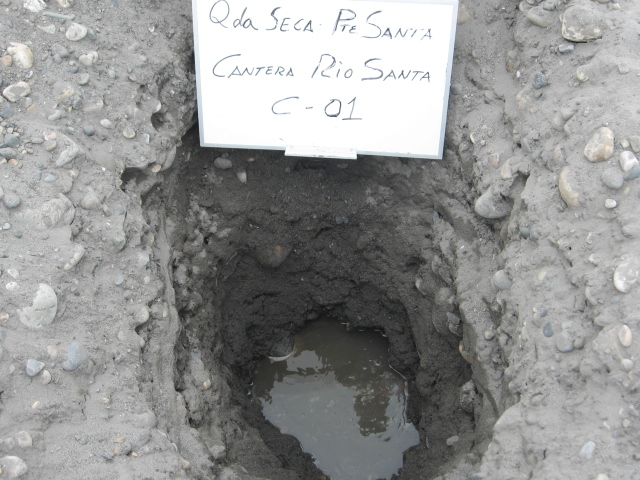 Qda SECA - Pte SANTA
CANTERA RIO SANTA
C-01